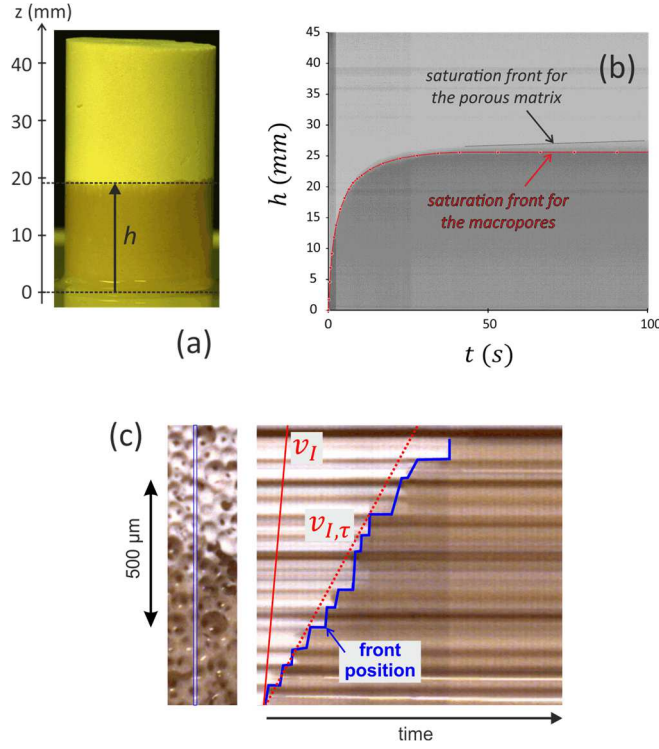 z (mm)
40
30
20
10
0
h
(a)
45
40
35
30
25
20
15
10
5
0
h (mm)
(b)
saturation front for
the porous matrix
saturation front for
the macropores
0
50
100
t (s)
(c)
500 µm
v_I
v_{I,τ}
front
position
time